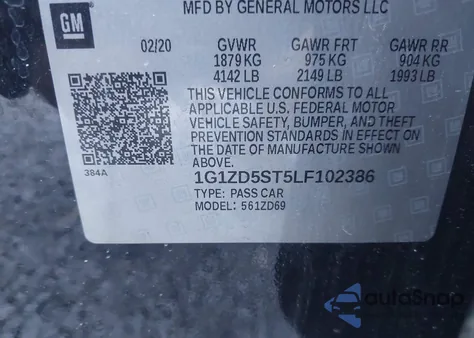 MFD BY GENERAL MOTORS LLC
GM
02/20 GVWR GAWR FRT GAWR RR
1879 KG 975 KG 904 KG
4142 LB 2149 LB 1993 LB
THIS VEHICLE CONFORMS TO ALL
APPLICABLE U.S. FEDERAL MOTOR
VEHICLE SAFETY, BUMPER, AND THEFT
PREVENTION STANDARDS IN EFFECT ON
THE DATE OF MANUFACTURE SHOWN
ABOVE.
384A
1G1ZD5ST5LF102386
TYPE: PASS CAR
MODEL: 561ZD69
autoSnap